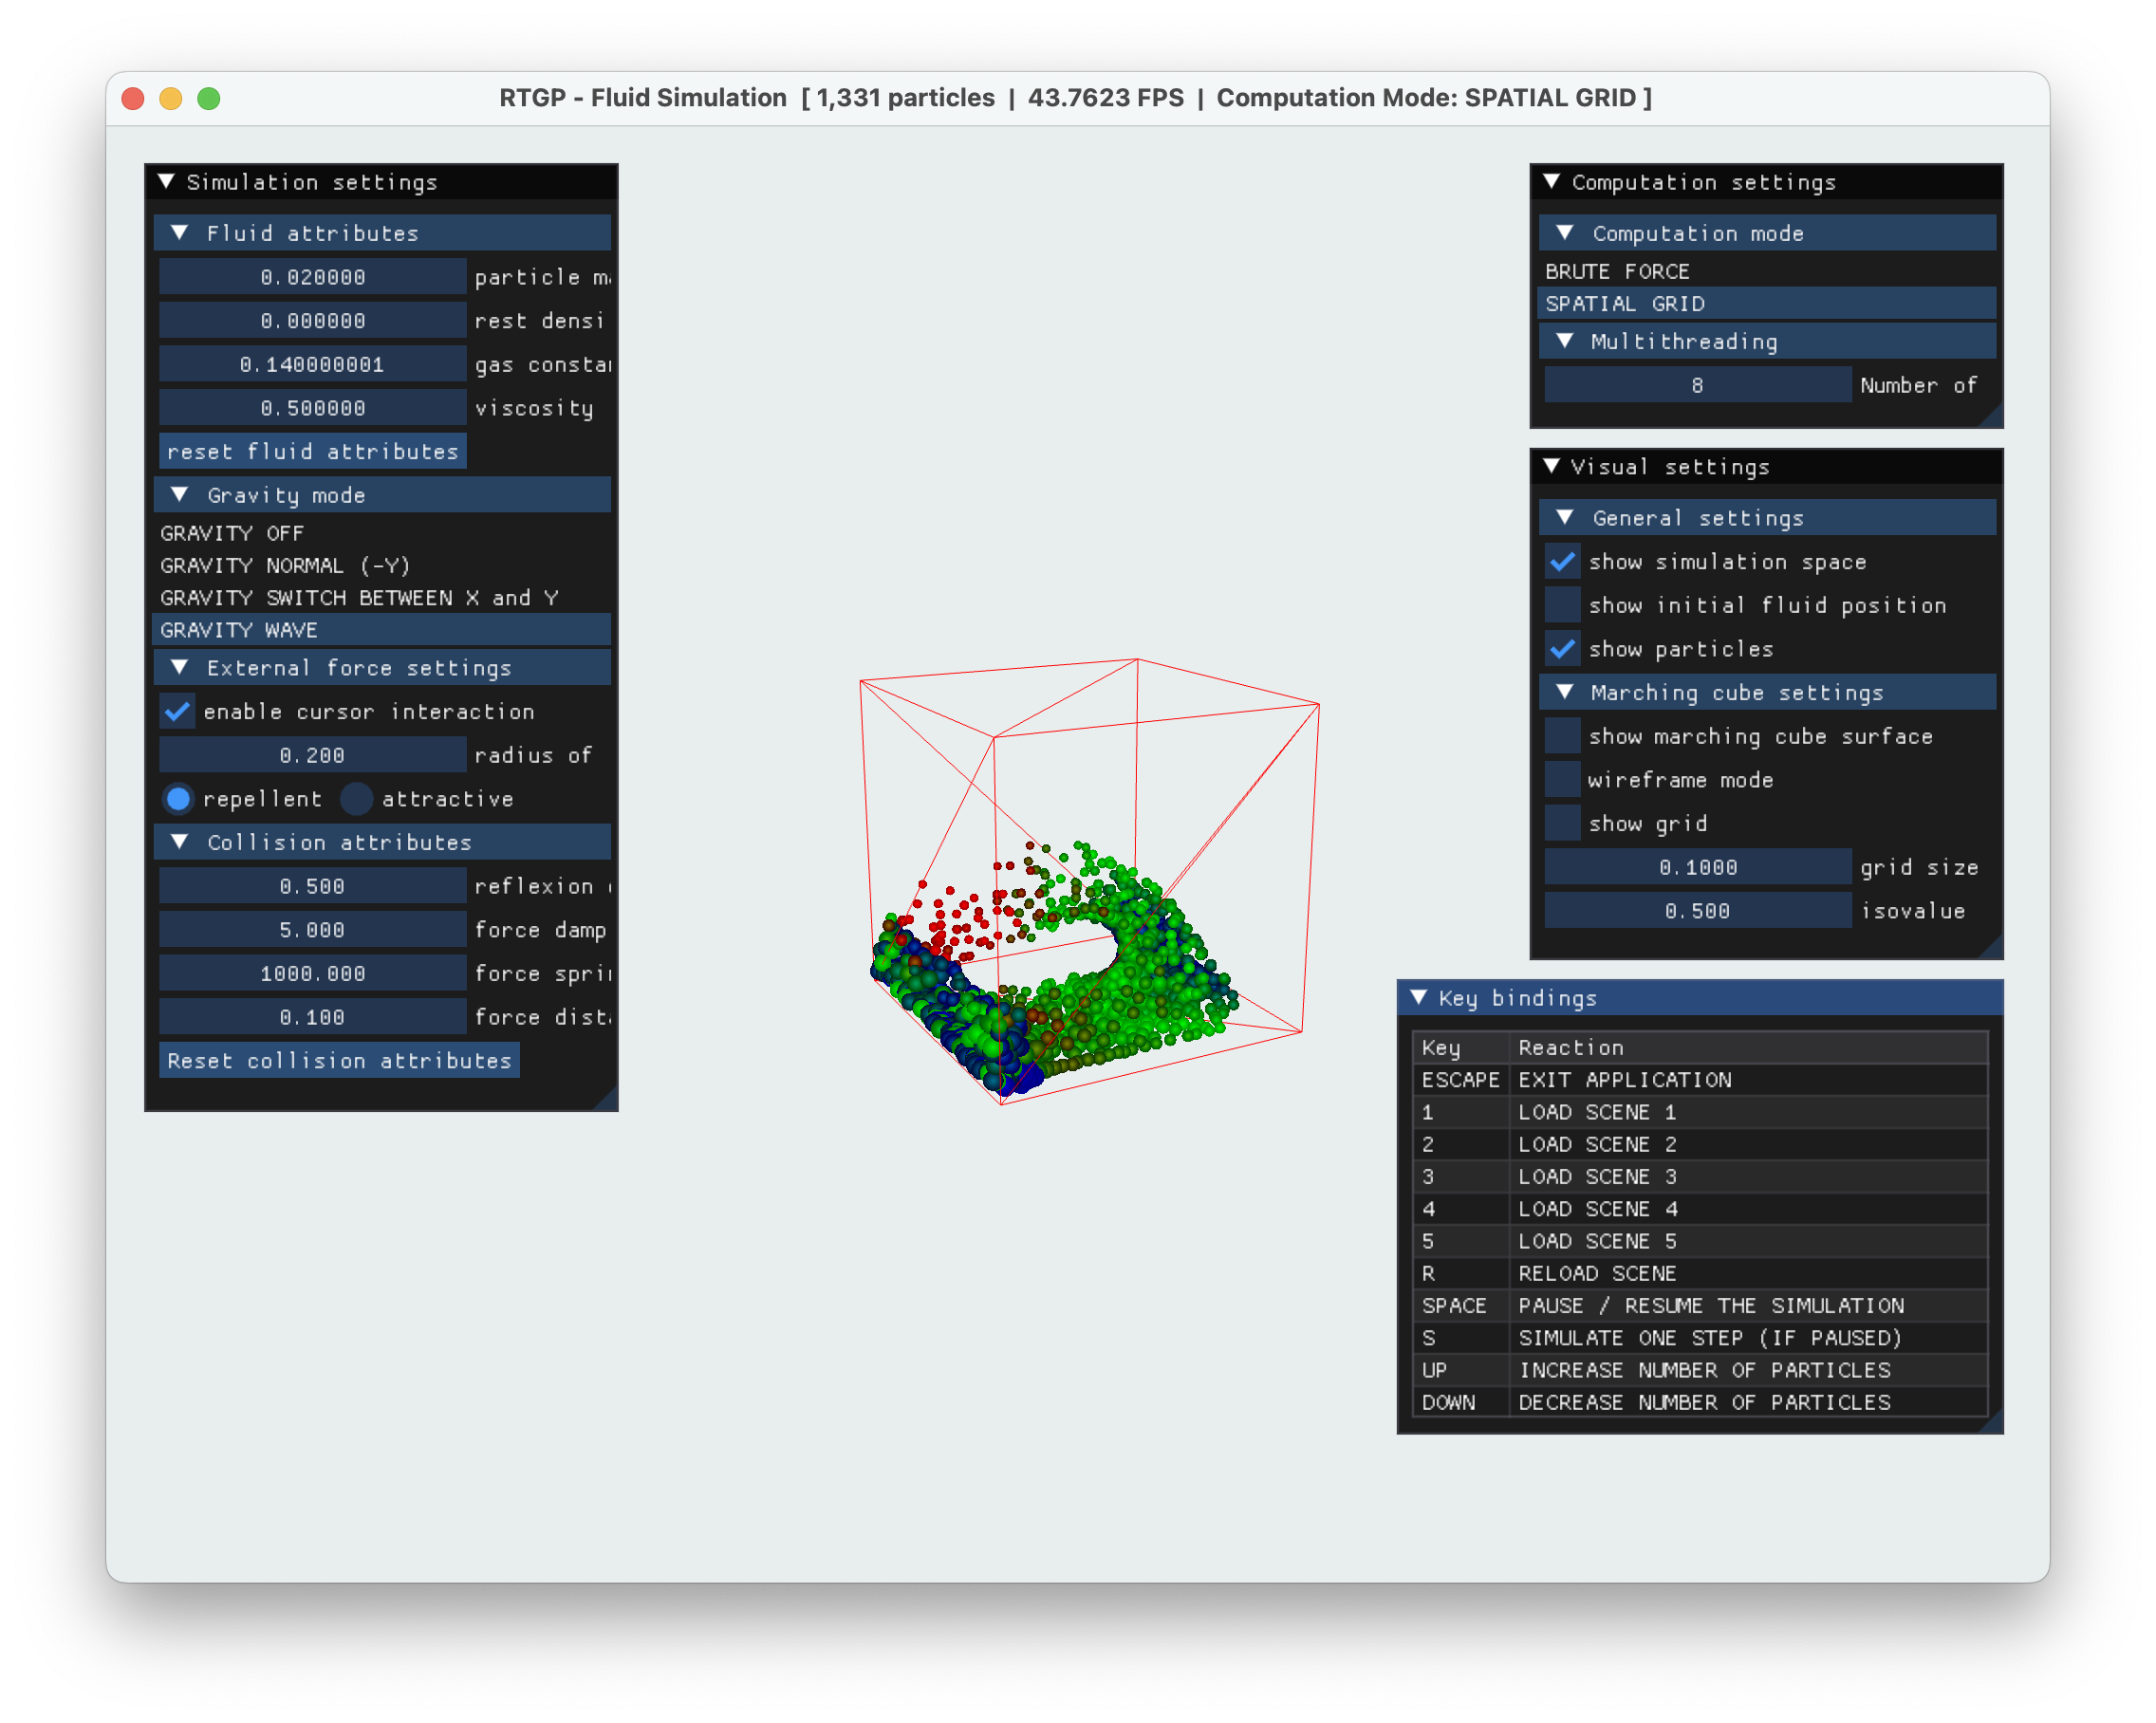 RTGP - Fluid Simulation [ 1,331 particles | 43.7623 FPS | Computation Mode: SPATIAL GRID ]
Simulation settings
Fluid attributes
0.020000 particle
0.000000 rest densi
0.140000001 gas
0.500000 viscosity
reset fluid attributes
Gravity mode
GRAVITY OFF
GRAVITY NORMAL (-Y)
GRAVITY SWITCH BETWEEN X and Y
GRAVITY WAVE
External force settings
enable cursor interaction
0.200 radius of
repellent attractive
Collision attributes
0.500 reflexion
5.000 force damp
1000.000 force
0.100 force
Reset collision attributes
Computation settings
Computation mode
BRUTE FORCE
SPATIAL GRID
Multithreading
8 Number of
Visual settings
General settings
show simulation space
show initial fluid position
show particles
Marching cube settings
show marching cube surface
wireframe mode
show grid
0.1000 grid size
0.500 isovalue
Key bindings
Key Reaction
ESCAPE EXIT APPLICATION
1 LOAD SCENE 1
2 LOAD SCENE 2
3 LOAD SCENE 3
4 LOAD SCENE 4
5 LOAD SCENE 5
R RELOAD SCENE
SPACE PAUSE / RESUME THE SIMULATION
S SIMULATE ONE STEP (IF PAUSED)
UP INCREASE NUMBER OF PARTICLES
DOWN DECREASE NUMBER OF PARTICLES